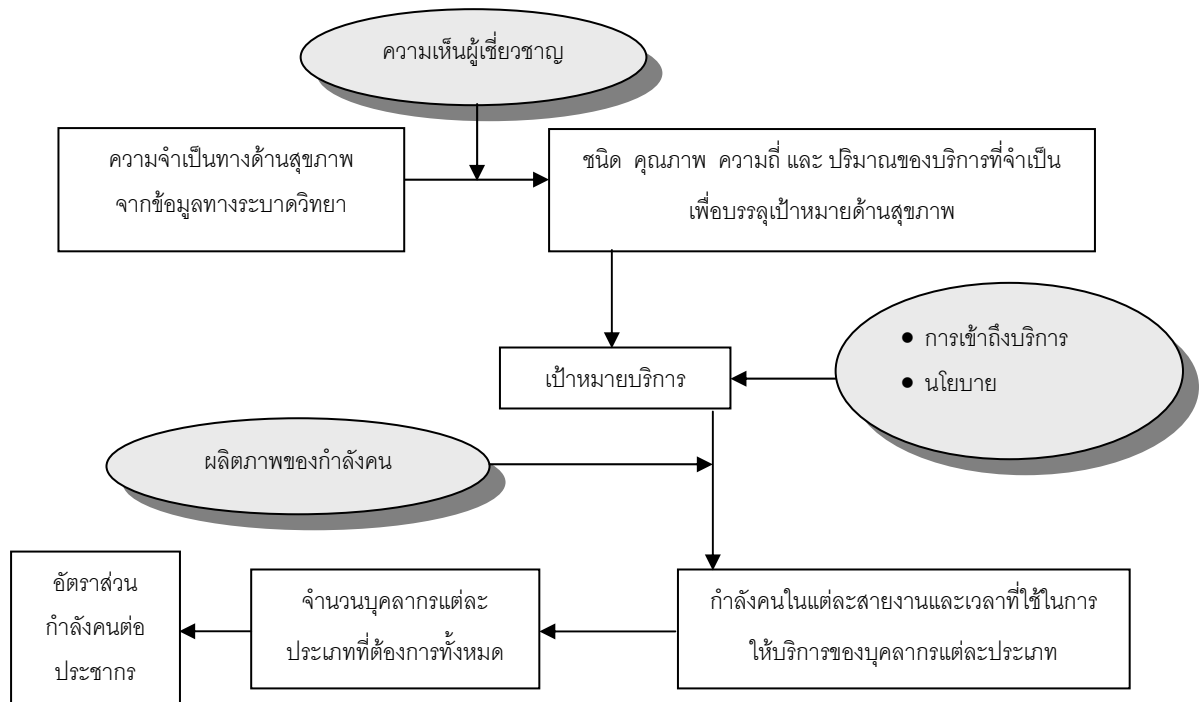 ความเห็นผู้เชี่ยวชาญ
ความจำเป็นทางด้านสุขภาพ
จากข้อมูลทางระบาดวิทยา
ชนิด คุณภาพ ความถี่ และ ปริมาณของบริการที่จำเป็น
เพื่อบรรลุเป้าหมายด้านสุขภาพ
• การเข้าถึงบริการ
• นโยบาย
เป้าหมายบริการ
ผลิตภาพของกำลังคน
อัตราส่วน
กำลังคนต่อ
ประชากร
จำนวนบุคลากรแต่ละ
ประเภทที่ต้องการทั้งหมด
กำลังคนในแต่ละสายงานและเวลาที่ใช้ในการ
ให้บริการของบุคลากรแต่ละประเภท